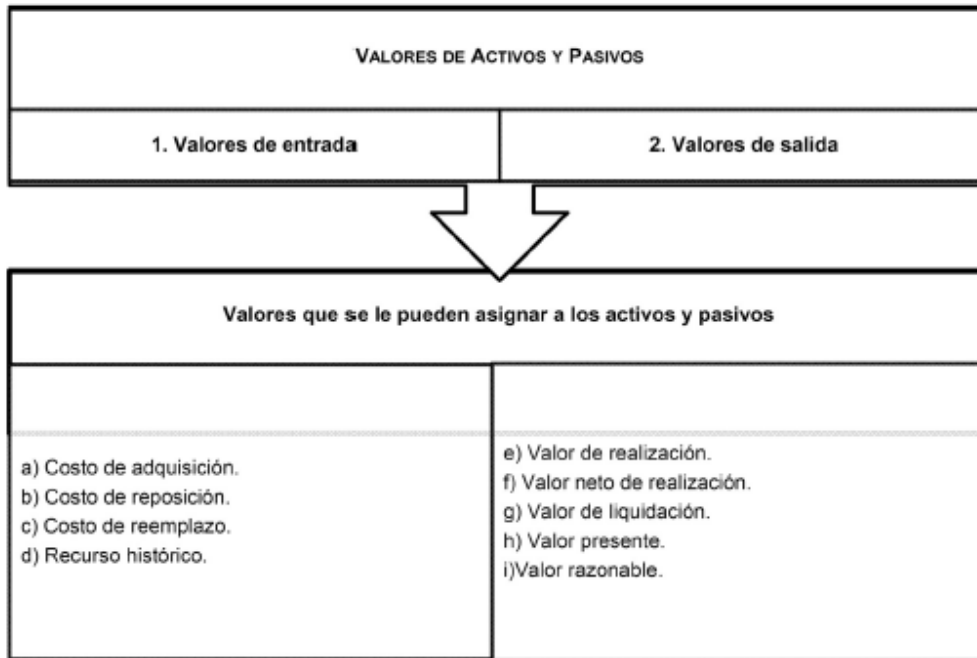 VALORES DE ACTIVOS Y PASIVOS
1. Valores de entrada
2. Valores de salida
Valores que se le pueden asignar a los activos y pasivos
a) Costo de adquisición.
b) Costo de reposición.
c) Costo de reemplazo.
d) Recurso histórico.
e) Valor de realización.
f) Valor neto de realización.
g) Valor de liquidación.
h) Valor presente.
i)Valor razonable.